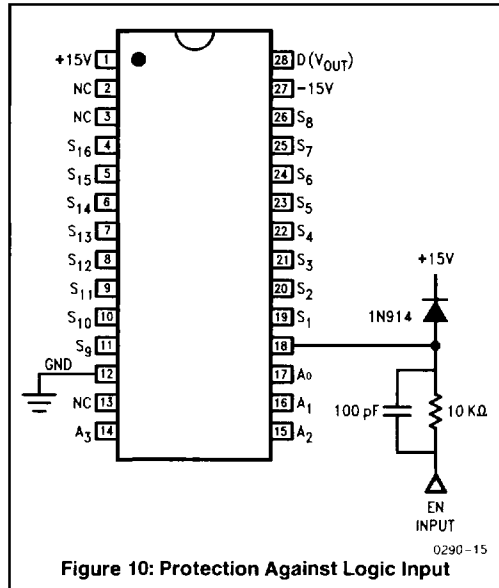 +15V 1
NC 2
NC 3
S16 4
S15 5
S14 6
S13 7
S12 8
S11 9
S10 10
S9 11
GND 12
NC 13
A3 14
28 D(VOUT)
27 -15V
26 S8
25 S7
24 S6
23 S5
22 S4
21 S3
20 S2
19 S1
18
17 A0
16 A1
15 A2
+15V
1N914
100 pF
10 KΩ
EN
INPUT
0290-15
Figure 10: Protection Against Logic Input